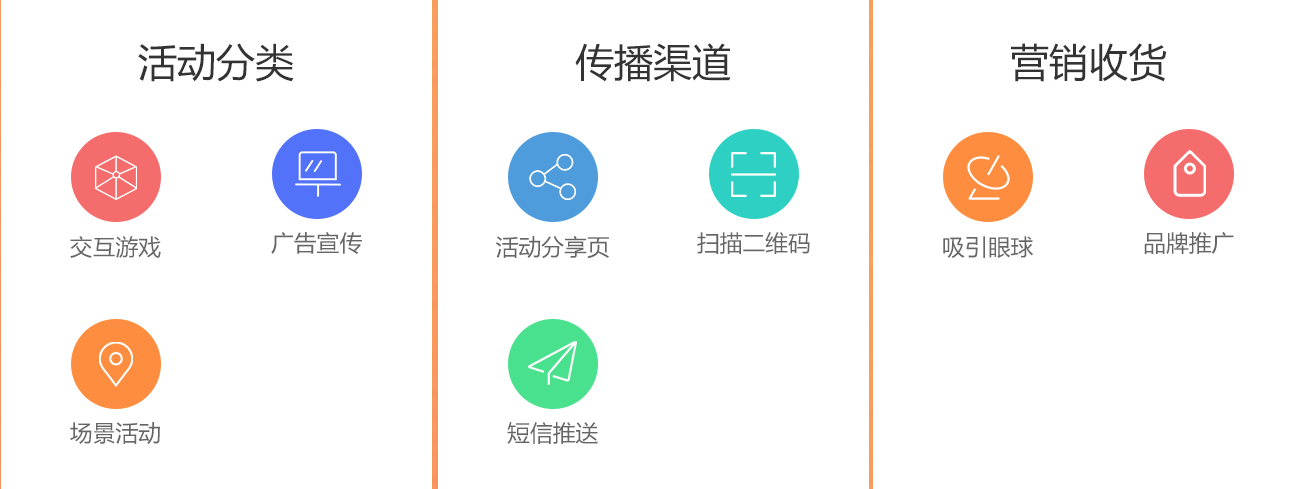 活动分类
交互游戏
广告宣传
场景活动
传播渠道
活动分享页
扫描二维码
短信推送
营销收货
吸引眼球
品牌推广